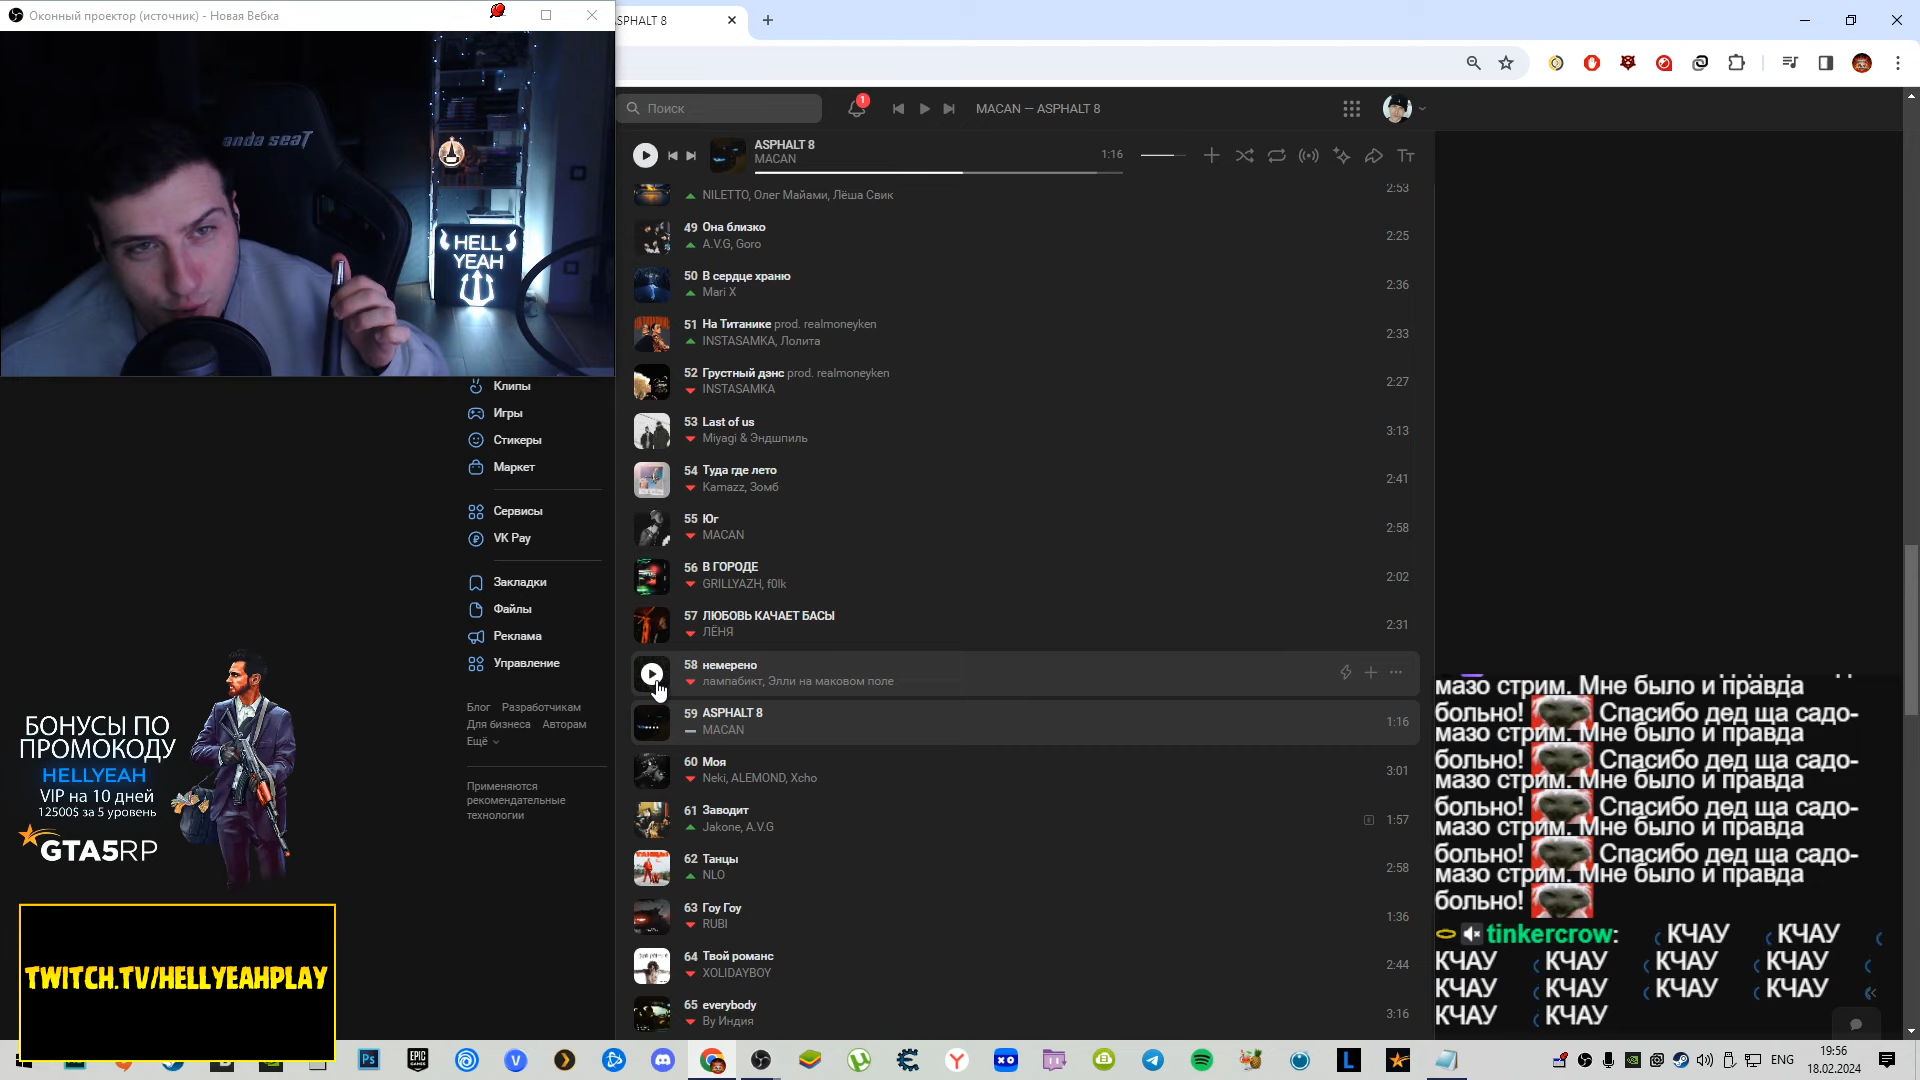 Оконный проектор (источник) - Новая Вебка
SPHALT 8
anda seaT
HELL
YEAH
Поиск
1
MACAN — ASPHALT 8
ASPHALT 8
MACAN
1:16
NILETTO, Олег Майами, Лёша Свик
2:53
49 Она близко
A.V.G, Goro
2:25
50 В сердце храню
Mari X
2:36
51 На Титанике prod. realmoneyken
INSTASAMKA, Лолита
2:33
52 Грустный дэнс prod. realmoneyken
INSTASAMKA
2:27
53 Last of us
Miyagi & Эндшпиль
3:13
54 Туда где лето
Kamazz, Зомб
2:41
55 Юг
MACAN
2:58
56 В ГОРОДЕ
GRILLYAZH, f0lk
2:02
57 ЛЮБОВЬ КАЧАЕТ БАСЫ
ЛЁНЯ
2:31
58 немерено
лампабикт, Элли на маковом поле
59 ASPHALT 8
MACAN
1:16
60 Моя
Neki, ALEMOND, Xcho
3:01
61 Заводит
Jakone, A.V.G
E 1:57
62 Танцы
NLO
2:58
63 Гоу Гоу
RUBI
1:36
64 Твой романс
XOLIDAYBOY
2:44
65 everybody
Ву Индия
3:16
Клипы
Игры
Стикеры
Маркет
Сервисы
VK Pay
Закладки
Файлы
Реклама
Управление
Блог Разработчикам
Для бизнеса Авторам
Ещё
Применяются
рекомендательные
технологии
БОНУСЫ ПО
ПРОМОКОДУ
HELLYEAH
VIP на 10 дней
12500$ за 5 уровень
GTA5RP
TWITCH.TV/HELLYEAHPLAY
мазо стрим. Мне было и правда
больно! Спасибо дед ща садо-
мазо стрим. Мне было и правда
больно! Спасибо дед ща садо-
мазо стрим. Мне было и правда
больно! Спасибо дед ща садо-
мазо стрим. Мне было и правда
больно! Спасибо дед ща садо-
мазо стрим. Мне было и правда
больно!
tinkercrow: КЧАУ КЧАУ
КЧАУ КЧАУ КЧАУ КЧАУ
КЧАУ КЧАУ КЧАУ КЧАУ
КЧАУ КЧАУ
Ps
EPIC
GAMES
V
Y
XO
L
ENG
19:56
18.02.2024